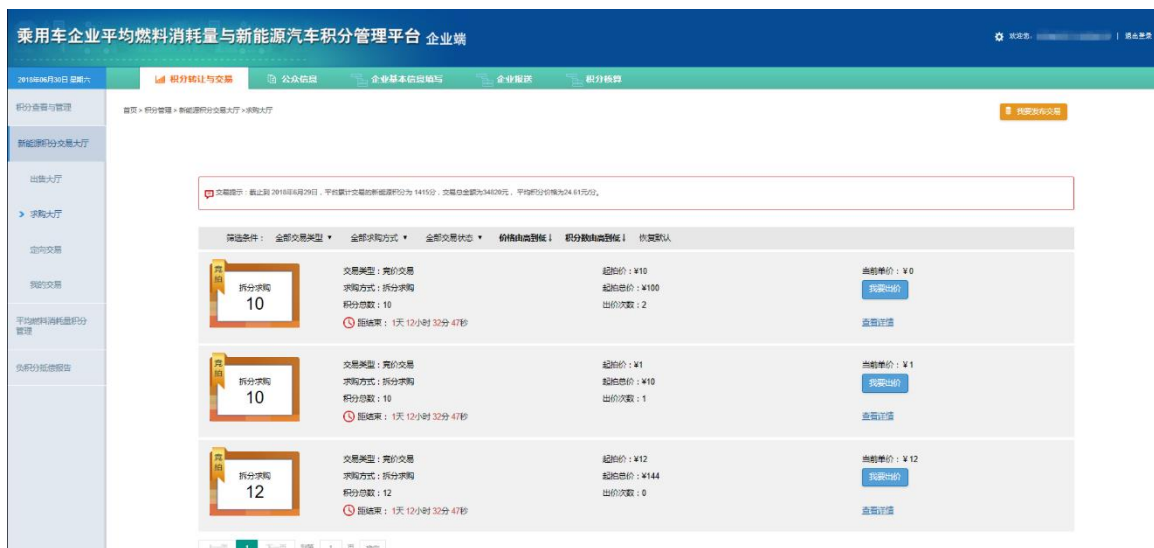 乘用车企业平均燃料消耗量与新能源汽车积分管理平台 企业端
欢迎您, | 退出登录
2018年06月30日 星期六
积分转让与交易 公众信息 企业基本信息填写 企业报送 积分核算
积分查看与管理
首页 > 积分管理 > 新能源积分交易大厅 >求购大厅
我要发布交易
新能源积分交易大厅
出售大厅
求购大厅
定向交易
我的交易
平均燃料消耗量积分
管理
负积分抵偿报告
交易提示：截止到 2018年6月29日，平均累计交易的新能源积分为 1415分，交易总金额为34820元， 平均积分价格为24.61元/分。
筛选条件： 全部交易类型 ▼ 全部求购方式 ▼ 全部交易状态 ▼ 价格由高到低↓ 积分数由高到低↓ 恢复默认
竞拍
拆分求购
10
交易类型：竞价交易
求购方式：拆分求购
积分总数：10
距结束： 1天 12小时 32分 47秒
起拍价：¥10
起拍总价：¥100
出价次数：2
当前单价：¥0
我要出价
查看详情
竞拍
拆分求购
10
交易类型：竞价交易
求购方式：拆分求购
积分总数：10
距结束： 1天 12小时 32分 47秒
起拍价：¥1
起拍总价：¥10
出价次数：1
当前单价：¥1
我要出价
查看详情
竞拍
拆分求购
12
交易类型：竞价交易
求购方式：拆分求购
积分总数：12
距结束： 1天 12小时 32分 47秒
起拍价：¥12
起拍总价：¥144
出价次数：0
当前单价：¥12
我要出价
查看详情